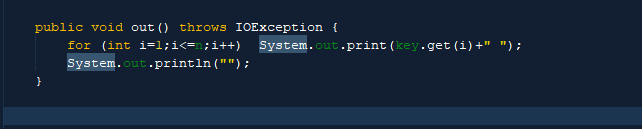 public void out() throws IOException {
for (int i=1;i<=n;i++)  System.out.print(key.get(i)+" ");
System.out.println("");
}